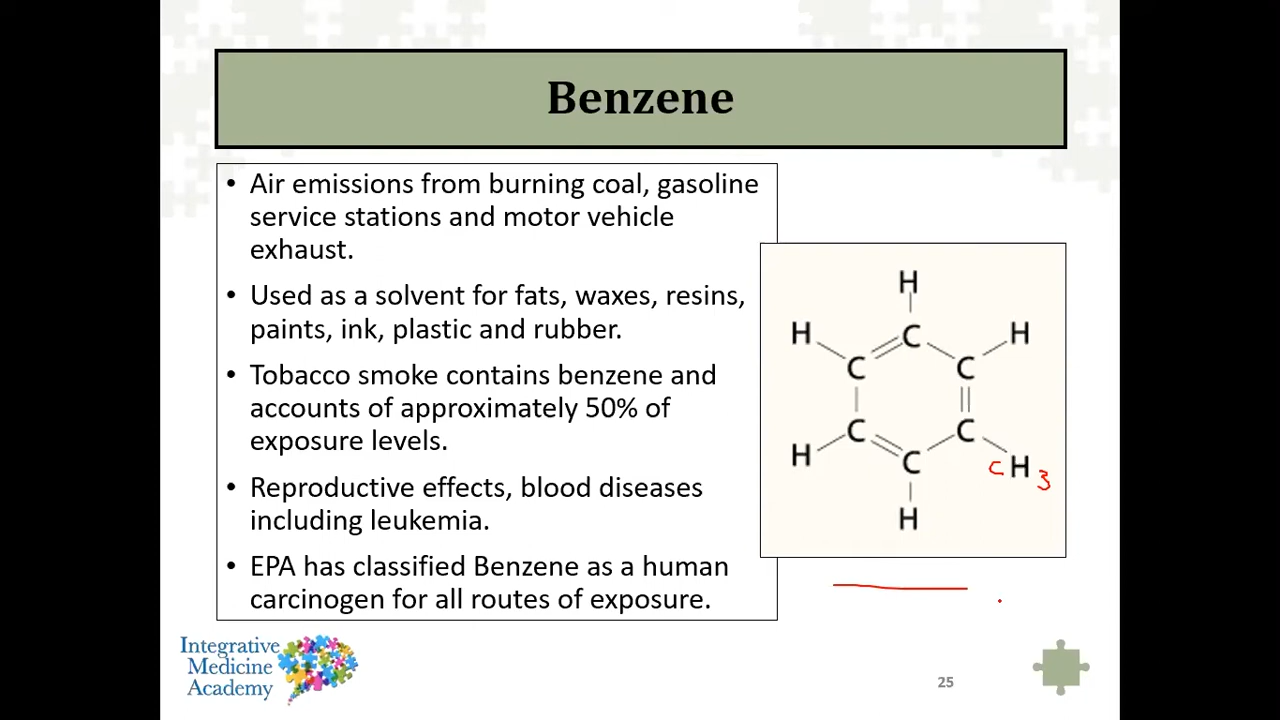 Benzene
• Air emissions from burning coal, gasoline
service stations and motor vehicle
exhaust.
• Used as a solvent for fats, waxes, resins,
paints, ink, plastic and rubber.
• Tobacco smoke contains benzene and
accounts of approximately 50% of
exposure levels.
• Reproductive effects, blood diseases
including leukemia.
• EPA has classified Benzene as a human
carcinogen for all routes of exposure.
H
H H
C
C C
C C
H C CH3
H
Integrative
Medicine
Academy
25